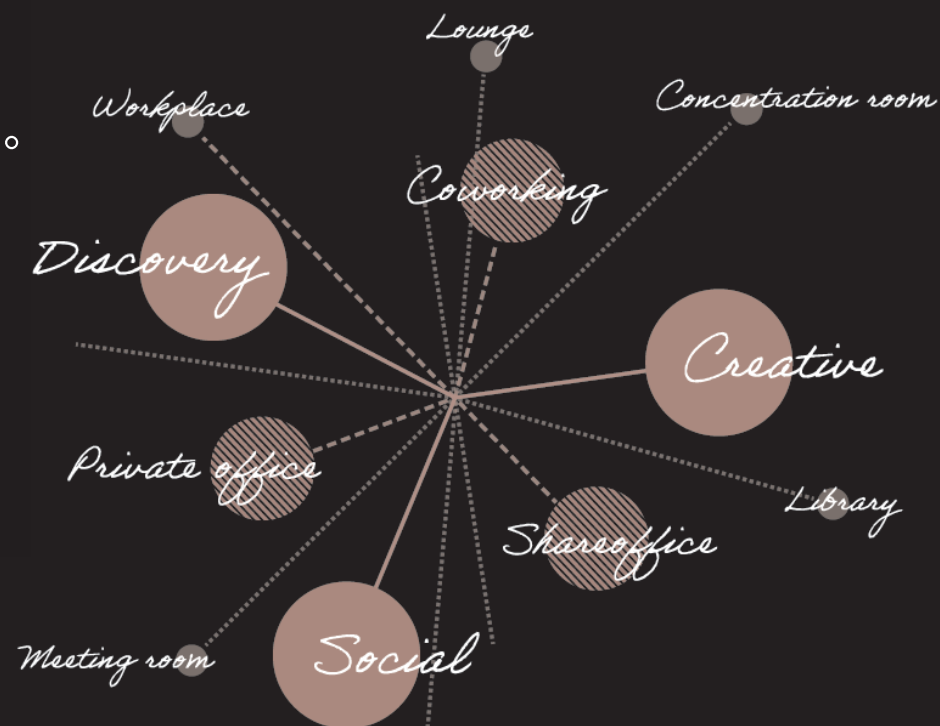 Lounge
Workplace
Concentration room
Coworking
Discovery
Creative
Private office
Library
Shareoffice
Meeting room
Social